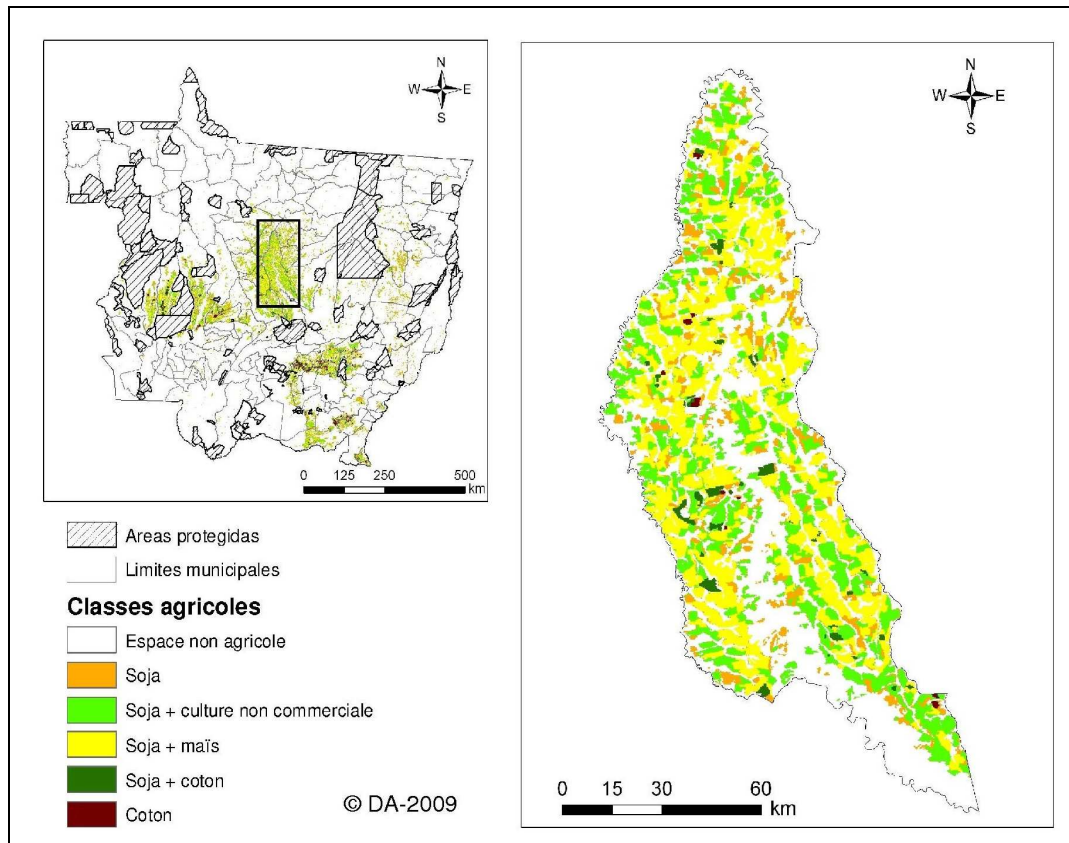 N
W E
S
0 125 250 500
km
Areas protegidas
Limites municipales
Classes agricoles
Espace non agricole
Soja
Soja + culture non commerciale
Soja + maïs
Soja + coton
Coton
© DA-2009
N
W E
S
0 15 30 60
km